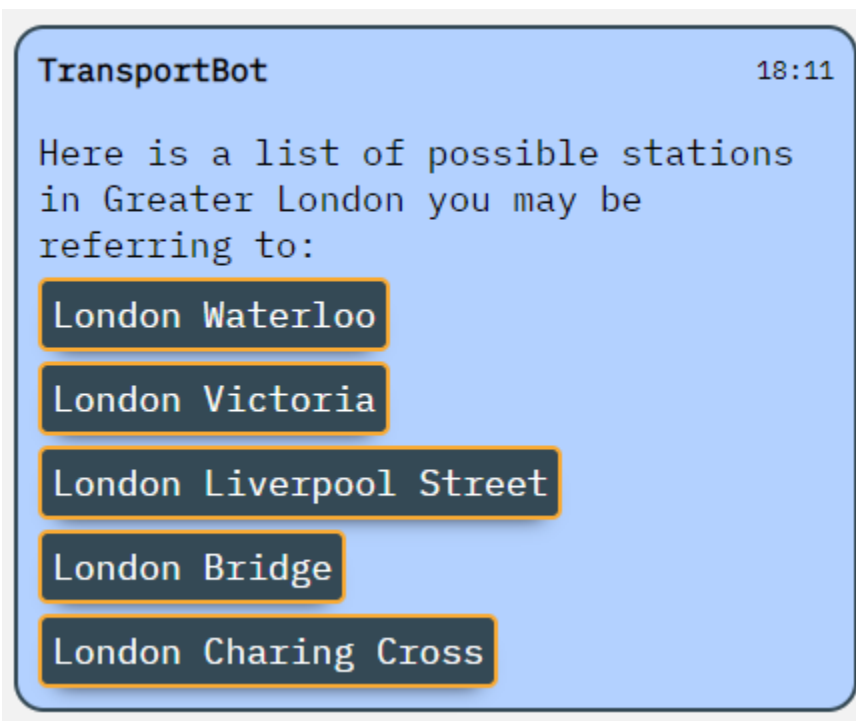 TransportBot 18:11
Here is a list of possible stations
in Greater London you may be
referring to:
London Waterloo
London Victoria
London Liverpool Street
London Bridge
London Charing Cross